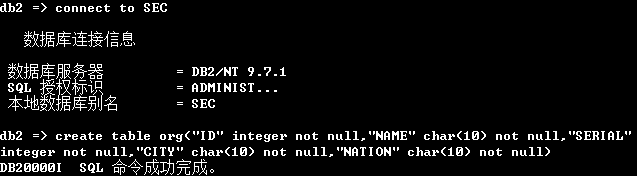 db2 => connect to SEC
数据库连接信息
数据库服务器 = DB2/NT 9.7.1
SQL 授权标识 = ADMINIST...
本地数据库别名 = SEC
db2 => create table org("ID" integer not null,"NAME" char(10) not null,"SERIAL"
integer not null,"CITY" char(10) not null,"NATION" char(10) not null)
DB20000I  SQL 命令成功完成。